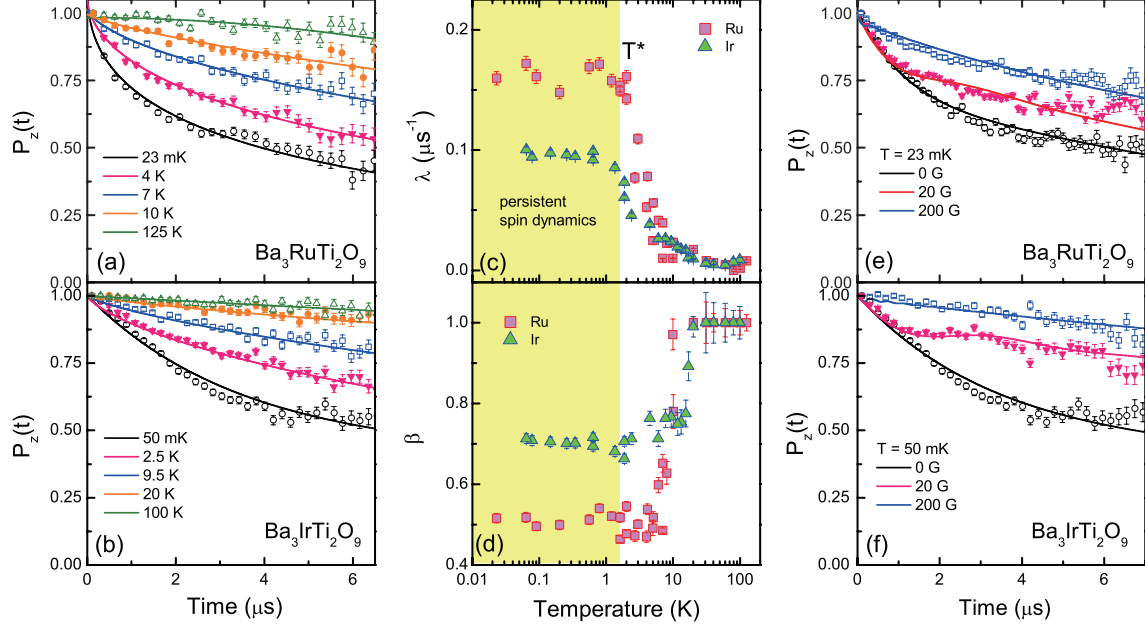 1.00
0.75
0.50
0.25
0.00
P_z(t)
23 mK
4 K
7 K
10 K
125 K
(a)
Ba3RuTi2O9
1.00
0.75
0.50
0.25
0.00
P_z(t)
50 mK
2.5 K
9.5 K
20 K
100 K
(b)
Ba3IrTi2O9
0
2
4
6
Time (μs)
0.2
0.1
0.0
λ (μs⁻¹)
Ru
Ir
T*
persistent
spin dynamics
(c)
1.0
0.8
0.6
0.4
β
Ru
Ir
(d)
0.01
0.1
1
10
100
Temperature (K)
1.00
0.75
0.50
0.25
0.00
P_z(t)
T = 23 mK
0 G
20 G
200 G
(e)
Ba3RuTi2O9
1.00
0.75
0.50
0.25
0.00
P_z(t)
T = 50 mK
0 G
20 G
200 G
(f)
Ba3IrTi2O9
0
2
4
6
Time (μs)